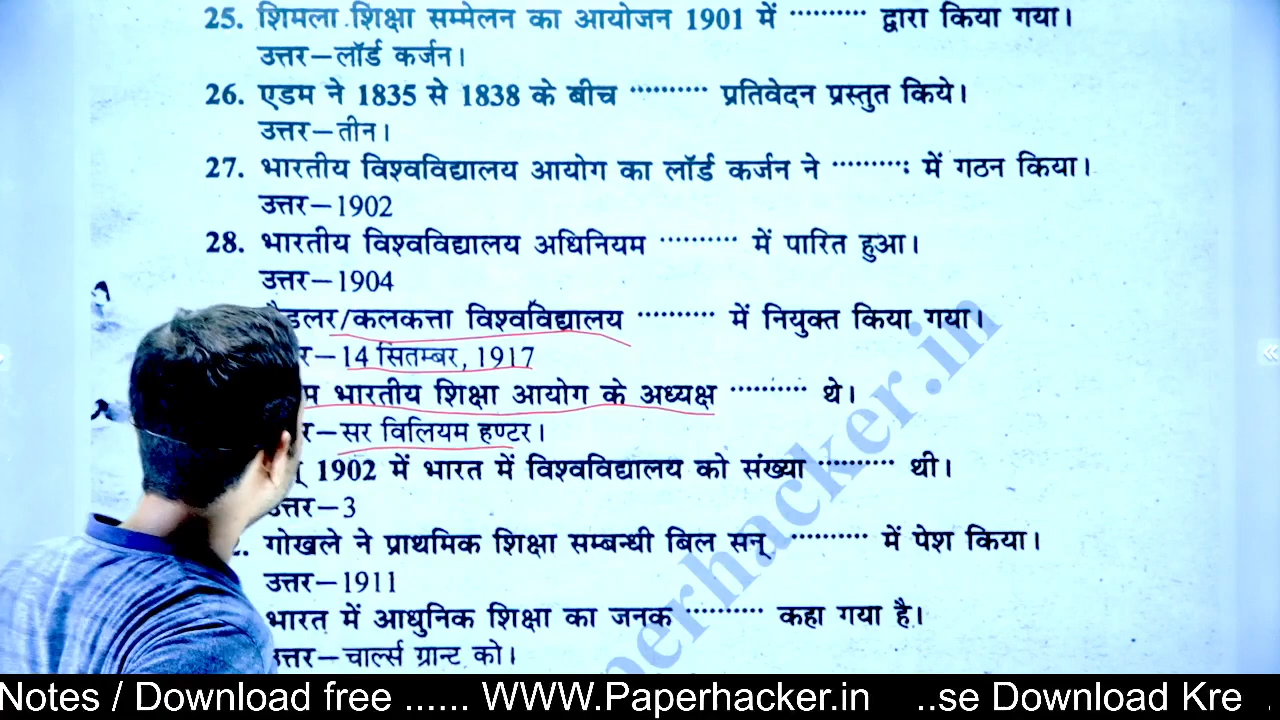 25. शिमला शिक्षा सम्मेलन का आयोजन 1901 में ·········· द्वारा किया गया।
उत्तर–लॉर्ड कर्जन।
26. एडम ने 1835 से 1838 के बीच ·········· प्रतिवेदन प्रस्तुत किये।
उत्तर–तीन।
27. भारतीय विश्वविद्यालय आयोग का लॉर्ड कर्जन ने ·········: में गठन किया।
उत्तर–1902
28. भारतीय विश्वविद्यालय अधिनियम ·········· में पारित हुआ।
उत्तर–1904
डलर/कलकत्ता विश्वविद्यालय ·········· में नियुक्त किया गया।
र–14 सितम्बर, 1917
भारतीय शिक्षा आयोग के अध्यक्ष ·········· थे।
र–सर विलियम हण्टर।
1902 में भारत में विश्वविद्यालय को संख्या ·········· थी।
उत्तर–3
गोखले ने प्राथमिक शिक्षा सम्बन्धी बिल सन् ·········· में पेश किया।
उत्तर–1911
भारत में आधुनिक शिक्षा का जनक ·········· कहा गया है।
उत्तर–चार्ल्स ग्रान्ट को।
perhacker.in
Notes / Download free ...... WWW.Paperhacker.in ..se Download Kre .